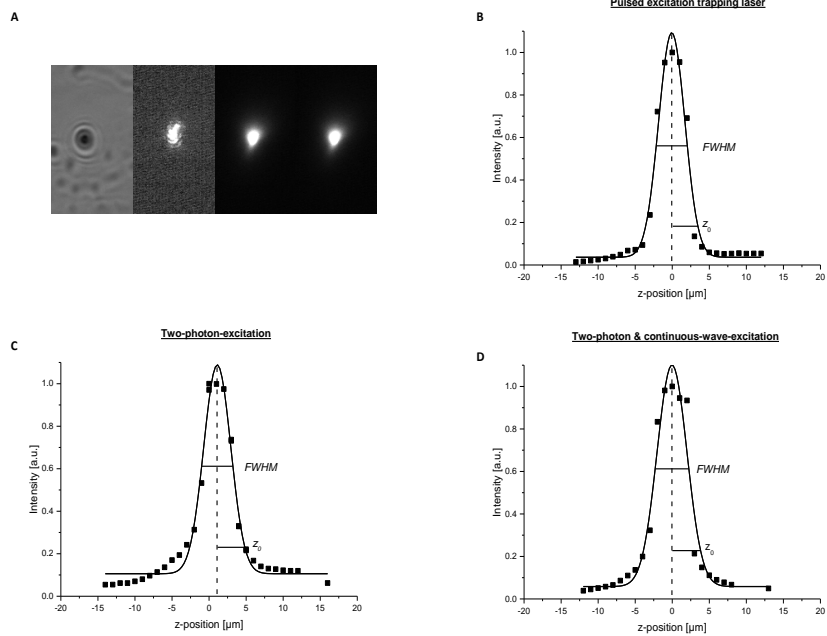 A
B
Pulsed excitation trapping laser
Intensity [a.u.]
1.0
0.8
0.6
0.4
0.2
0.0
FWHM
z0
-20 -15 -10 -5 0 5 10 15 20
z-position [µm]
C
Two-photon-excitation
Intensity [a.u.]
1.0
0.8
0.6
0.4
0.2
0.0
FWHM
z0
-20 -15 -10 -5 0 5 10 15 20
z-position [µm]
D
Two-photon & continuous-wave-excitation
Intensity [a.u.]
1.0
0.8
0.6
0.4
0.2
0.0
FWHM
z0
-20 -15 -10 -5 0 5 10 15 20
z-position [µm]